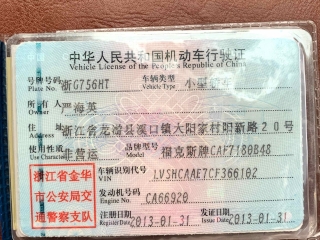 中华人民共和国机动车行驶证
Vehicle License of the People's Republic of China
号牌号码 浙G756HT 车辆类型 小型轿车
Plate No. Vehicle Type
所有人 海英
Owner
住址 浙江省龙游县溪口镇大阳家村阳新路20号
Address
使用性质 非营运 品牌型号 福克斯牌CAF7180B48
Use Character Model
浙江省金华 车辆识别代号 LVSHCAAE7CF366102
VIN
市公安局交 发动机号码 CA66920
Engine No.
通警察支队 注册日期 2013-01-31 发证日期 2013-01-31
Register Date Issue Date